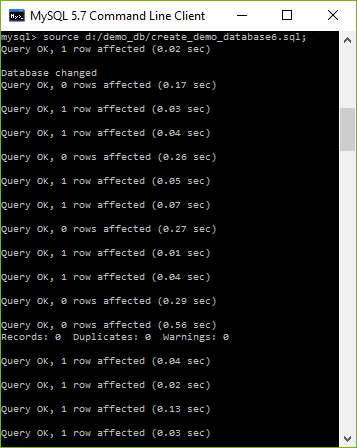 MySQL 5.7 Command Line Client
mysql> source d:/demo_db/create_demo_database6.sql;
Query OK, 1 row affected (0.02 sec)
Database changed
Query OK, 0 rows affected (0.17 sec)
Query OK, 1 row affected (0.03 sec)
Query OK, 1 row affected (0.04 sec)
Query OK, 0 rows affected (0.26 sec)
Query OK, 1 row affected (0.05 sec)
Query OK, 1 row affected (0.07 sec)
Query OK, 0 rows affected (0.27 sec)
Query OK, 1 row affected (0.01 sec)
Query OK, 1 row affected (0.04 sec)
Query OK, 0 rows affected (0.29 sec)
Query OK, 0 rows affected (0.56 sec)
Records: 0  Duplicates: 0  Warnings: 0
Query OK, 1 row affected (0.04 sec)
Query OK, 1 row affected (0.02 sec)
Query OK, 1 row affected (0.13 sec)
Query OK, 1 row affected (0.03 sec)